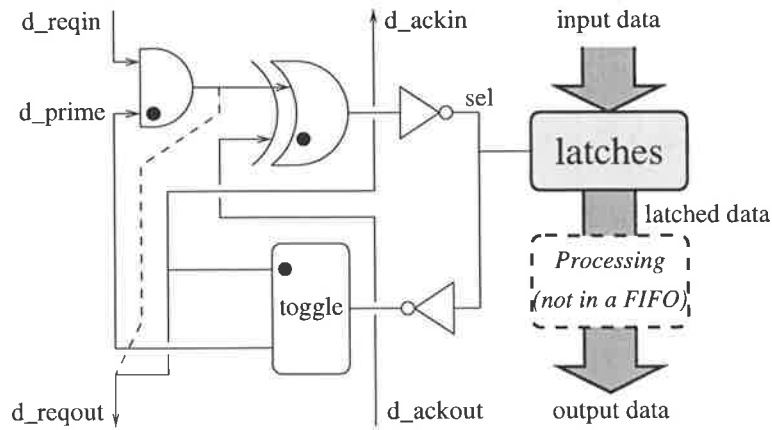 d_reqin
d_ackin
input data
d_prime
sel
latches
latched data
Processing
(not in a FIFO)
toggle
d_reqout
d_ackout
output data